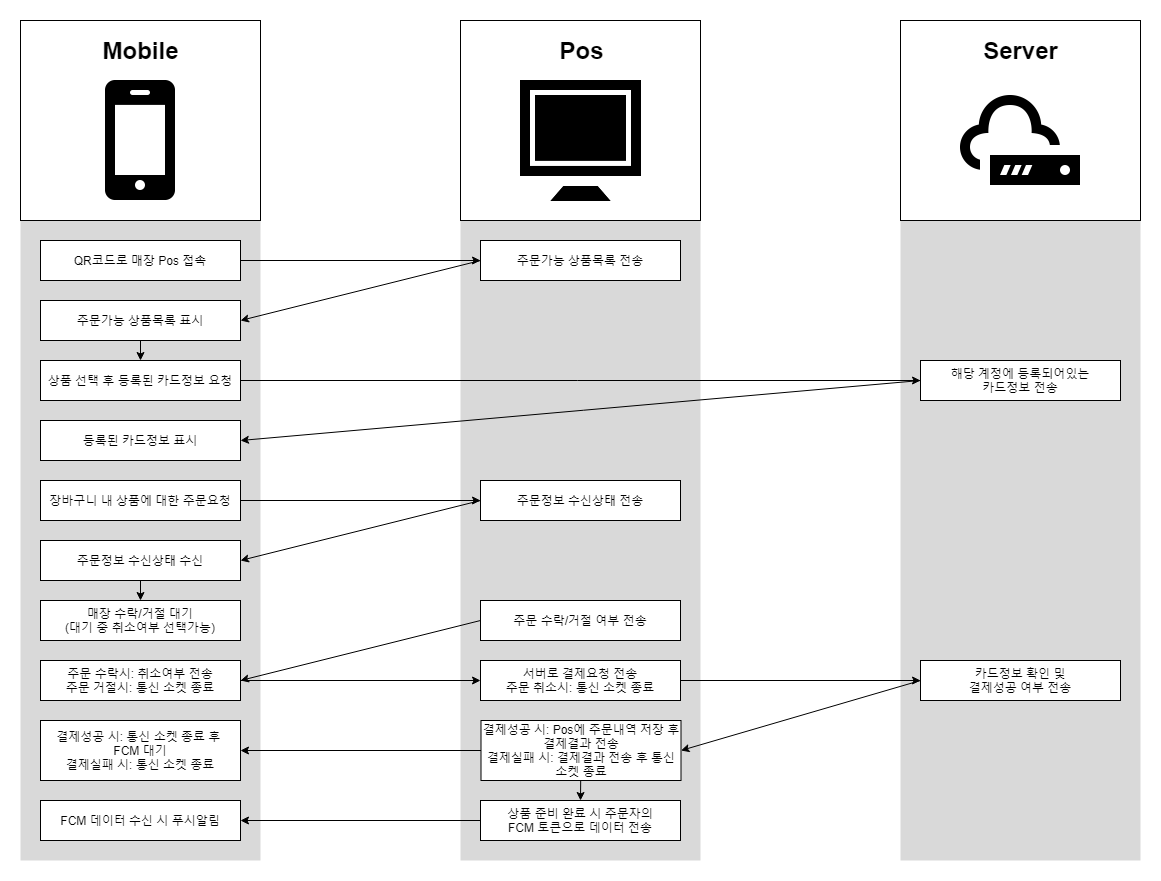 Mobile
Pos
Server
QR코드로 매장 Pos 접속
주문가능 상품목록 전송
주문가능 상품목록 표시
상품 선택 후 등록된 카드정보 요청
해당 계정에 등록되어있는
카드정보 전송
등록된 카드정보 표시
장바구니 내 상품에 대한 주문요청
주문정보 수신상태 전송
주문정보 수신상태 수신
매장 수락/거절 대기
(대기 중 취소여부 선택가능)
주문 수락/거절 여부 전송
주문 수락시: 취소여부 전송
주문 거절시: 통신 소켓 종료
서버로 결제요청 전송
주문 취소시: 통신 소켓 종료
카드정보 확인 및
결제성공 여부 전송
결제성공 시: 통신 소켓 종료 후
FCM 대기
결제실패 시: 통신 소켓 종료
결제성공 시: Pos에 주문내역 저장 후
결제결과 전송
결제실패 시: 결제결과 전송 후 통신
소켓 종료
FCM 데이터 수신 시 푸시알림
상품 준비 완료 시 주문자의
FCM 토큰으로 데이터 전송